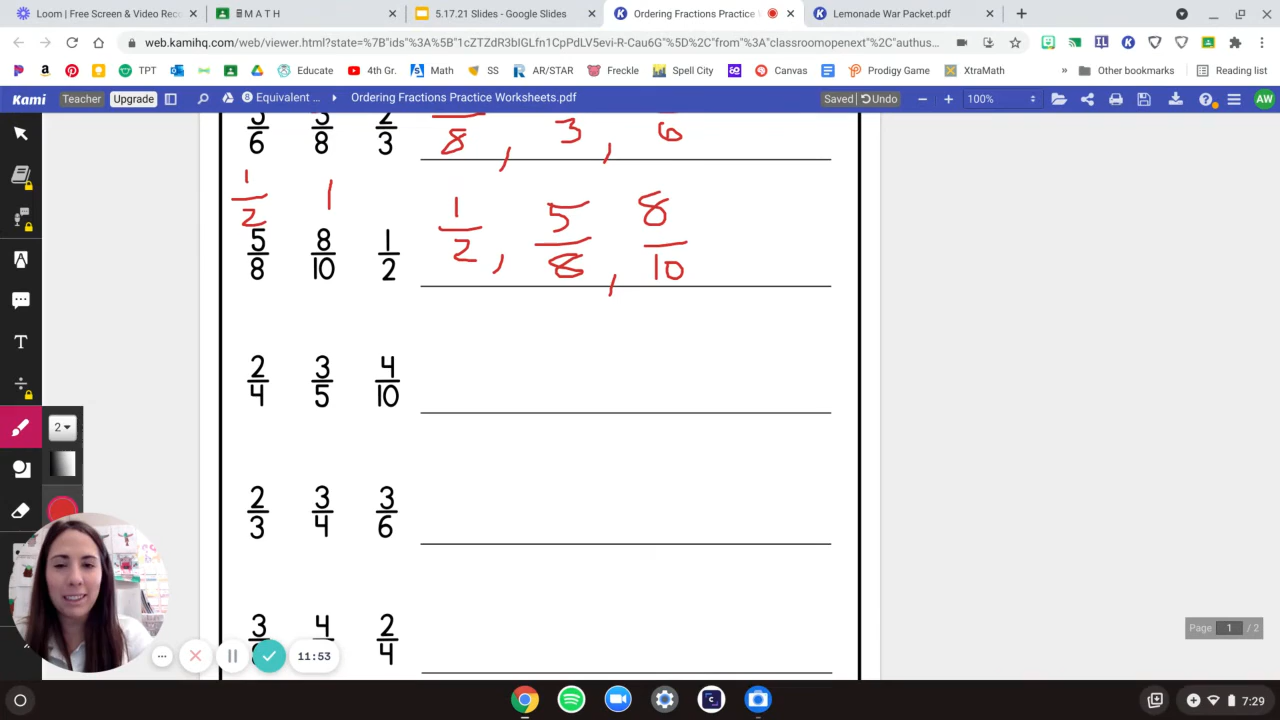 Loom | Free Screen & Video Rec
M A T H
5.17.21 Slides - Google Slides
Ordering Fractions Practice W
Lemonade War Packet.pdf
web.kamihq.com/web/viewer.html?state=%7B"ids"%3A%5B"1cZTZdR3bIGLfn1CpPdLV5evi-R-Cau6G"%5D%2C"from"%3A"classroomopennext"%2C"authus...
TPT
Educate
4th Gr.
Math
SS
AR/STAR
Freckle
Spell City
Canvas
Prodigy Game
XtraMath
»
Other bookmarks
Reading list
Kami
Teacher
Upgrade
8 Equivalent ...
Ordering Fractions Practice Worksheets.pdf
Saved
Undo
100%
AW
5/6 3/8 2/3 8, 3, 6
1/2 1
5/8 8/10 1/2 1/2, 5/8, 8/10
2/4 3/5 4/10
2/3 3/4 3/6
3 4 2/4
2
T
11:53
Page 1 / 2
7:29